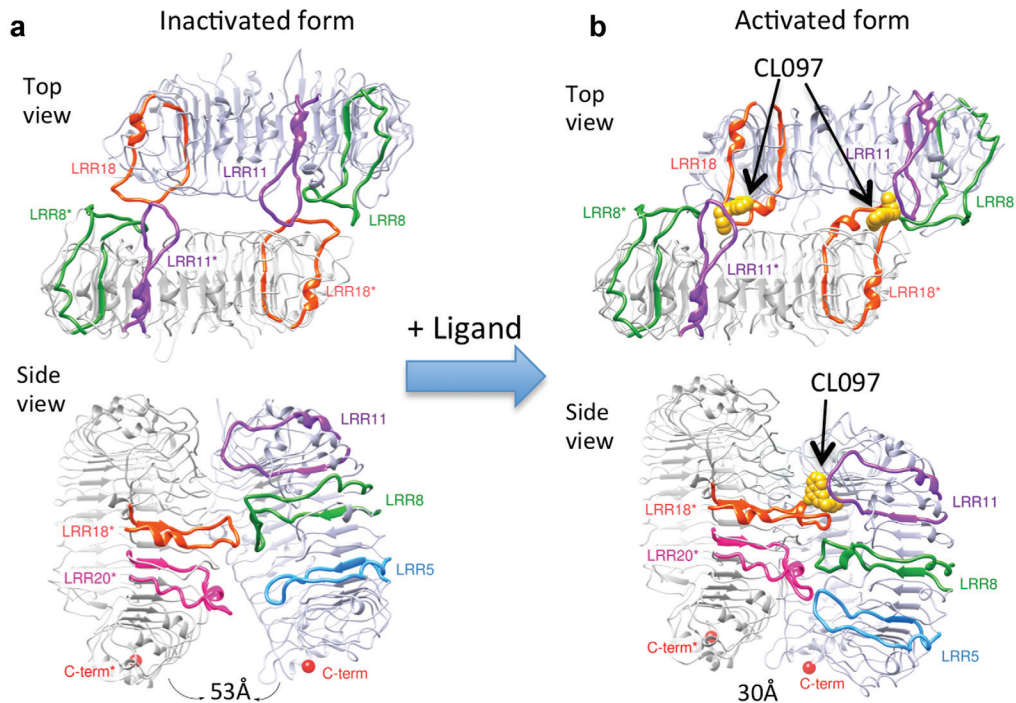 a
Inactivated form
Top
view
LRR18
LRR11
LRR8
LRR8*
LRR11*
LRR18*
Side
view
LRR11
LRR8
LRR18*
LRR20*
LRR5
C-term*
C-term
53Å
+ Ligand
b
Activated form
CL097
Top
view
LRR18
LRR11
LRR8*
LRR8
LRR11*
LRR18*
CL097
Side
view
LRR11
LRR18*
LRR20*
LRR8
C-term*
LRR5
C-term
30Å